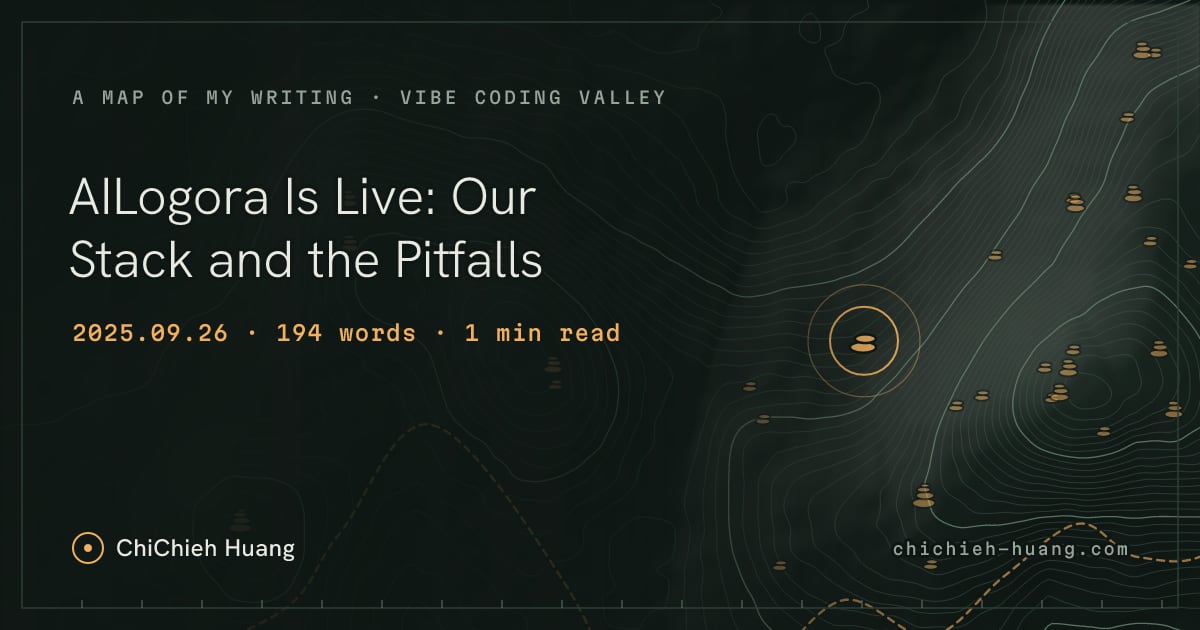 A MAP OF MY WRITING · VIBE CODING VALLEY
AILogora Is Live: Our
Stack and the Pitfalls
2025.09.26 · 194 words · 1 min read
ChiChieh Huang
chichieh-huang.com